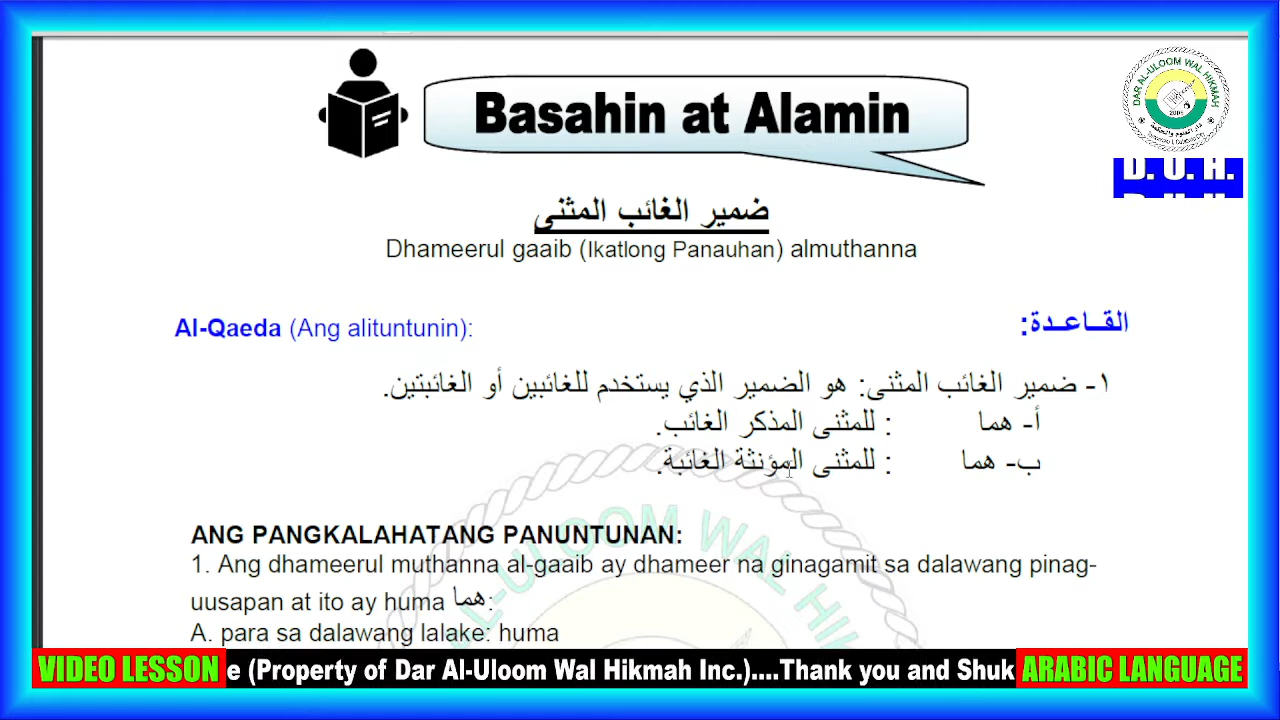 Basahin at Alamin
DAR AL-ULOOM WAL HIKMAH
D. U. H.
ضمير الغائب المثنى
Dhameerul gaaib (Ikatlong Panauhan) almuthanna
Al-Qaeda (Ang alituntunin):
القــاعــدة:
١- ضمير الغائب المثنى: هو الضمير الذي يستخدم للغائبين أو الغائبتين.
أ- هما : للمثنى المذكر الغائب.
ب- هما : للمثنى المؤنثة الغائبة.
ANG PANGKALAHATANG PANUNTUNAN:
1. Ang dhameerul muthanna al-gaaib ay dhameer na ginagamit sa dalawang pinag-
uusapan at ito ay huma هما:
A. para sa dalawang lalake: huma
L-ULOOM WAL HIK
VIDEO LESSON
e (Property of Dar Al-Uloom Wal Hikmah Inc.)....Thank you and Shuk
ARABIC LANGUAGE